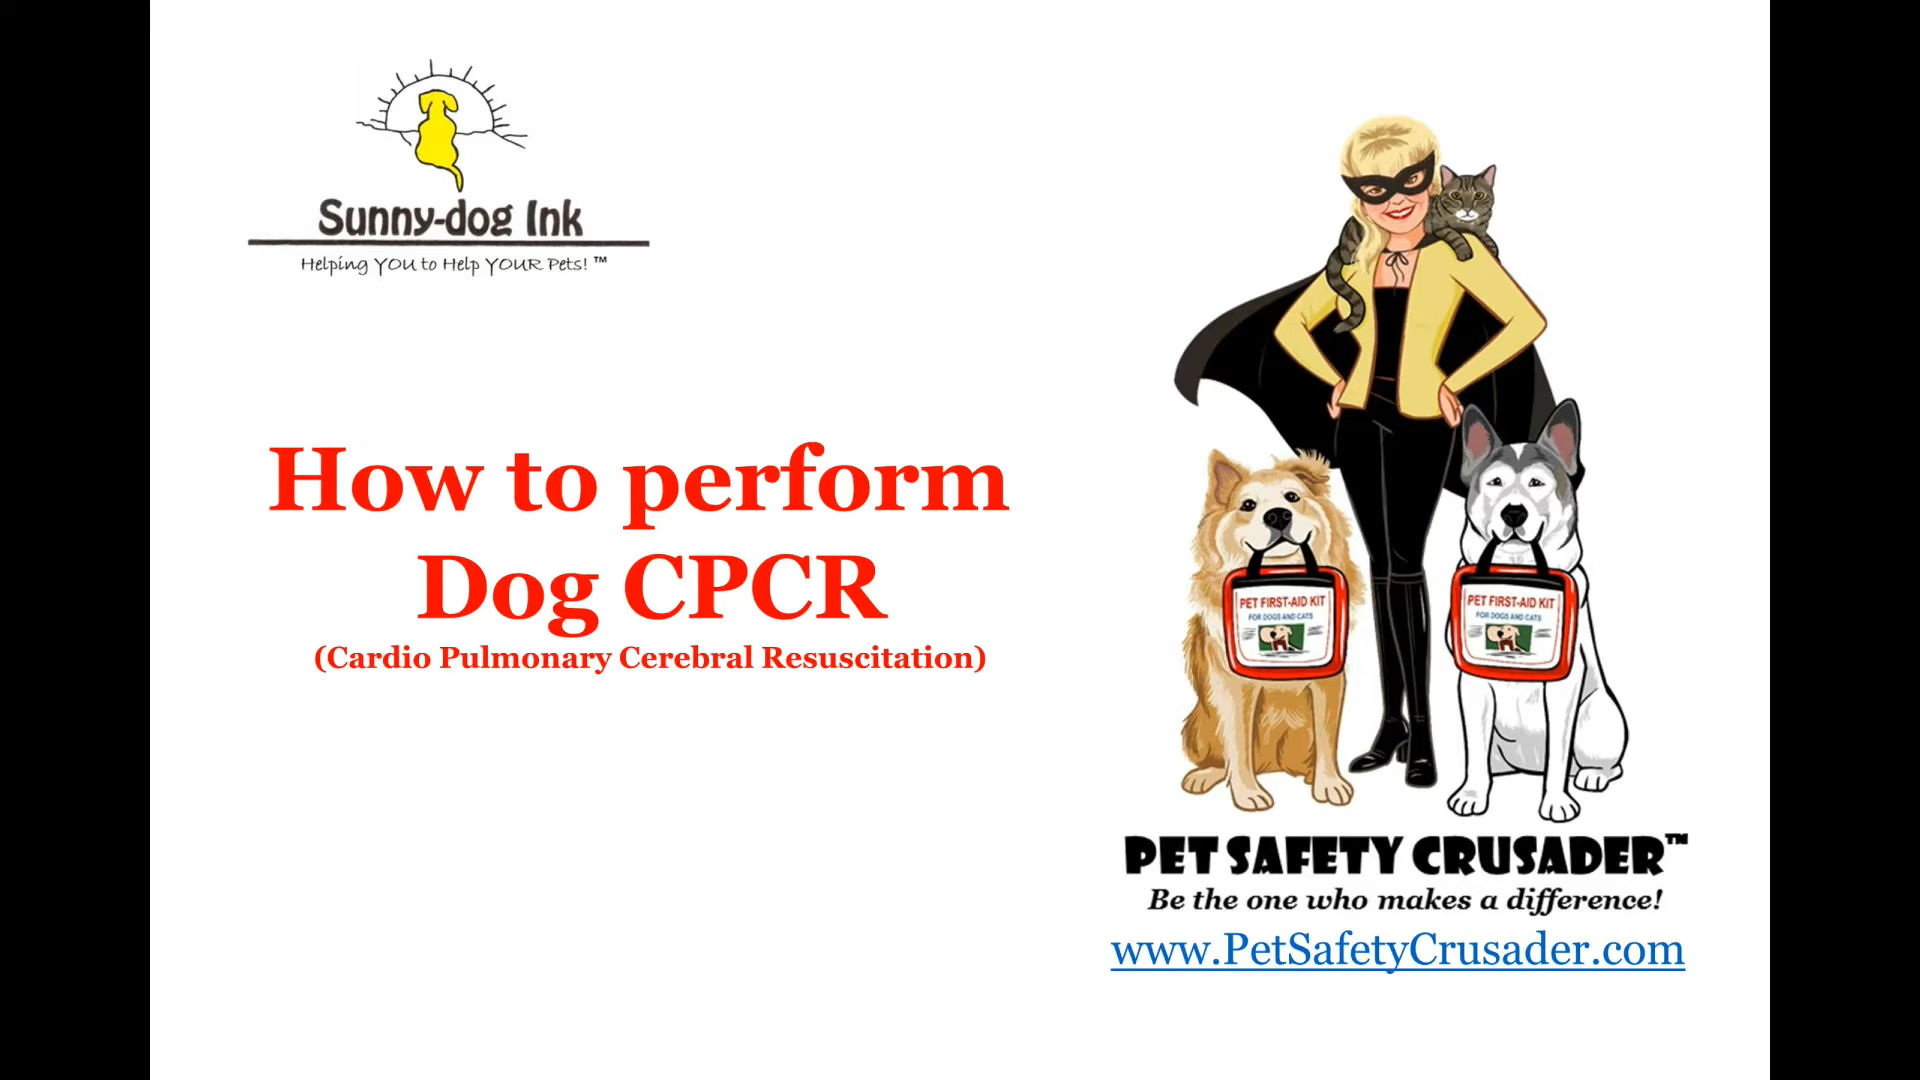 Sunny-dog Ink
Helping YOU to Help YOUR Pets! ™
How to perform
Dog CPCR
(Cardio Pulmonary Cerebral Resuscitation)
PET FIRST-AID KIT
FOR DOGS AND CATS
PET FIRST-AID KIT
FOR DOGS AND CATS
PET SAFETY CRUSADER™
Be the one who makes a difference!
www.PetSafetyCrusader.com